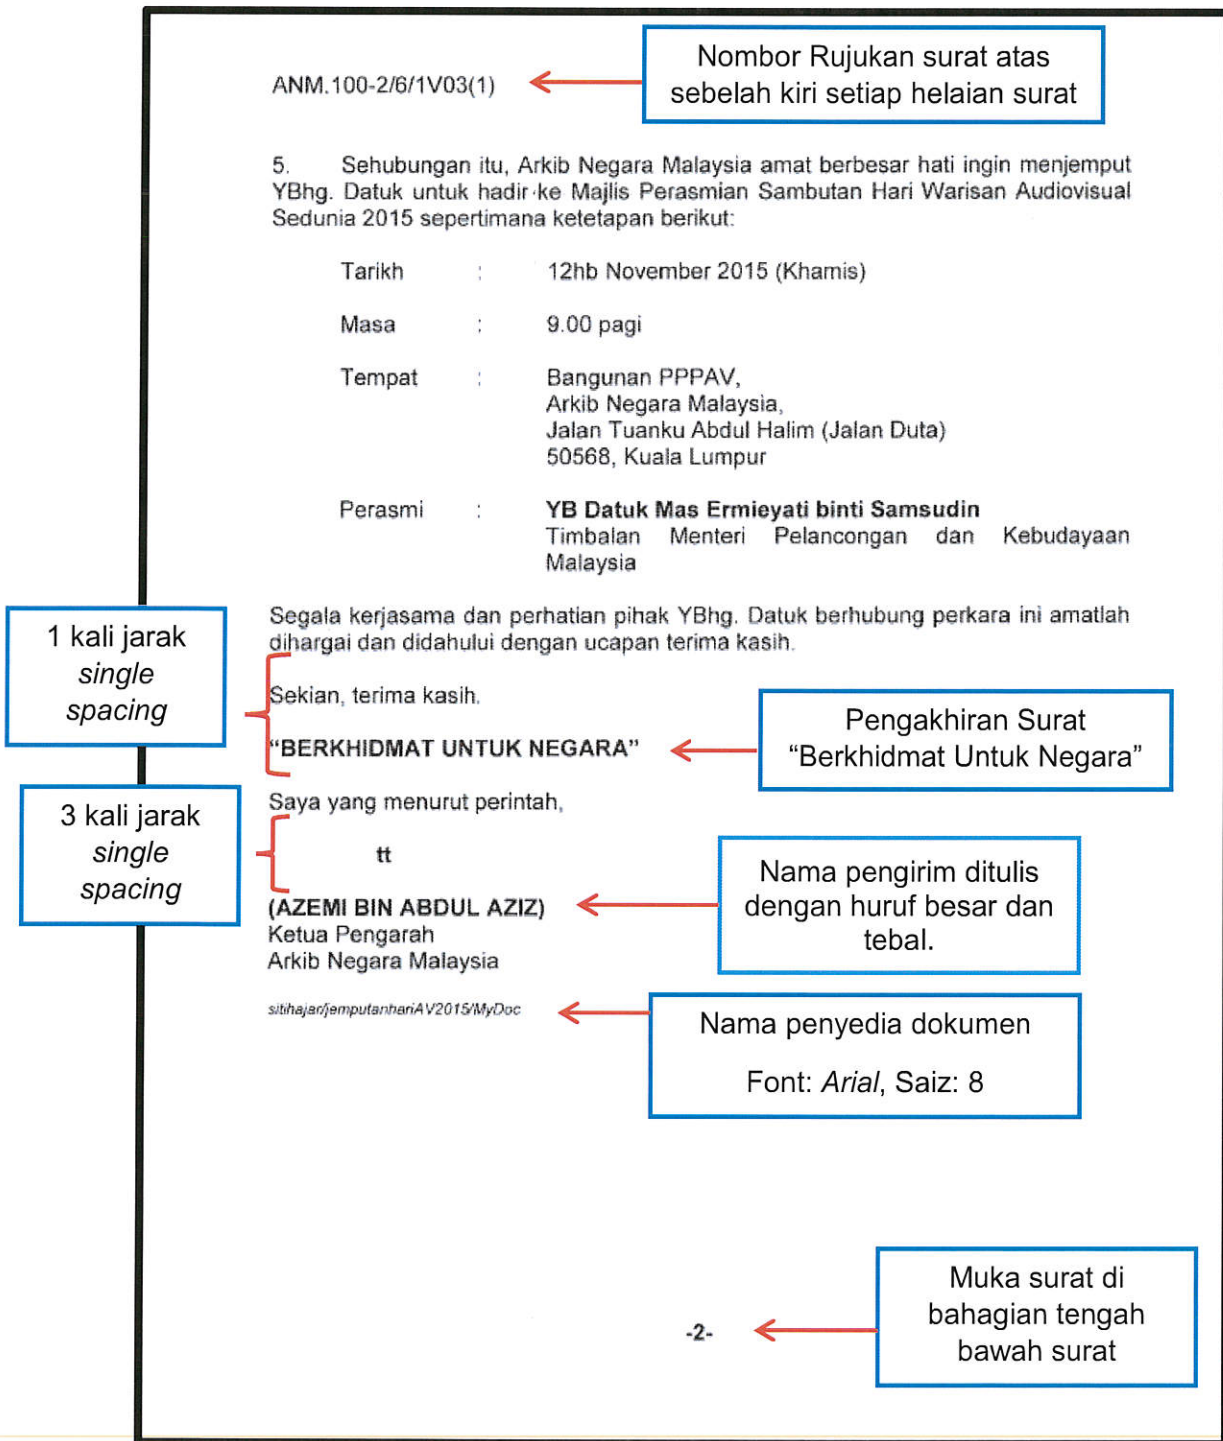 ANM.100-2/6/1V03(1)
Nombor Rujukan surat atas
sebelah kiri setiap helaian surat
5. Sehubungan itu, Arkib Negara Malaysia amat berbesar hati ingin menjemput
YBhg. Datuk untuk hadir ke Majlis Perasmian Sambutan Hari Warisan Audiovisual
Sedunia 2015 sepertimana ketetapan berikut:
Tarikh : 12hb November 2015 (Khamis)
Masa : 9.00 pagi
Tempat : Bangunan PPPAV,
Arkib Negara Malaysia,
Jalan Tuanku Abdul Halim (Jalan Duta)
50568, Kuala Lumpur
Perasmi : YB Datuk Mas Ermieyati binti Samsudin
Timbalan Menteri Pelancongan dan Kebudayaan
Malaysia
Segala kerjasama dan perhatian pihak YBhg. Datuk berhubung perkara ini amatlah
dihargai dan didahului dengan ucapan terima kasih.
1 kali jarak
single
spacing
Sekian, terima kasih.
“BERKHIDMAT UNTUK NEGARA”
Pengakhiran Surat
“Berkhidmat Untuk Negara”
Saya yang menurut perintah,
3 kali jarak
single
spacing
tt
(AZEMI BIN ABDUL AZIZ)
Ketua Pengarah
Arkib Negara Malaysia
Nama pengirim ditulis
dengan huruf besar dan
tebal.
sitihajar/jemputanhariAV2015/MyDoc
Nama penyedia dokumen
Font: Arial, Saiz: 8
-2-
Muka surat di
bahagian tengah
bawah surat